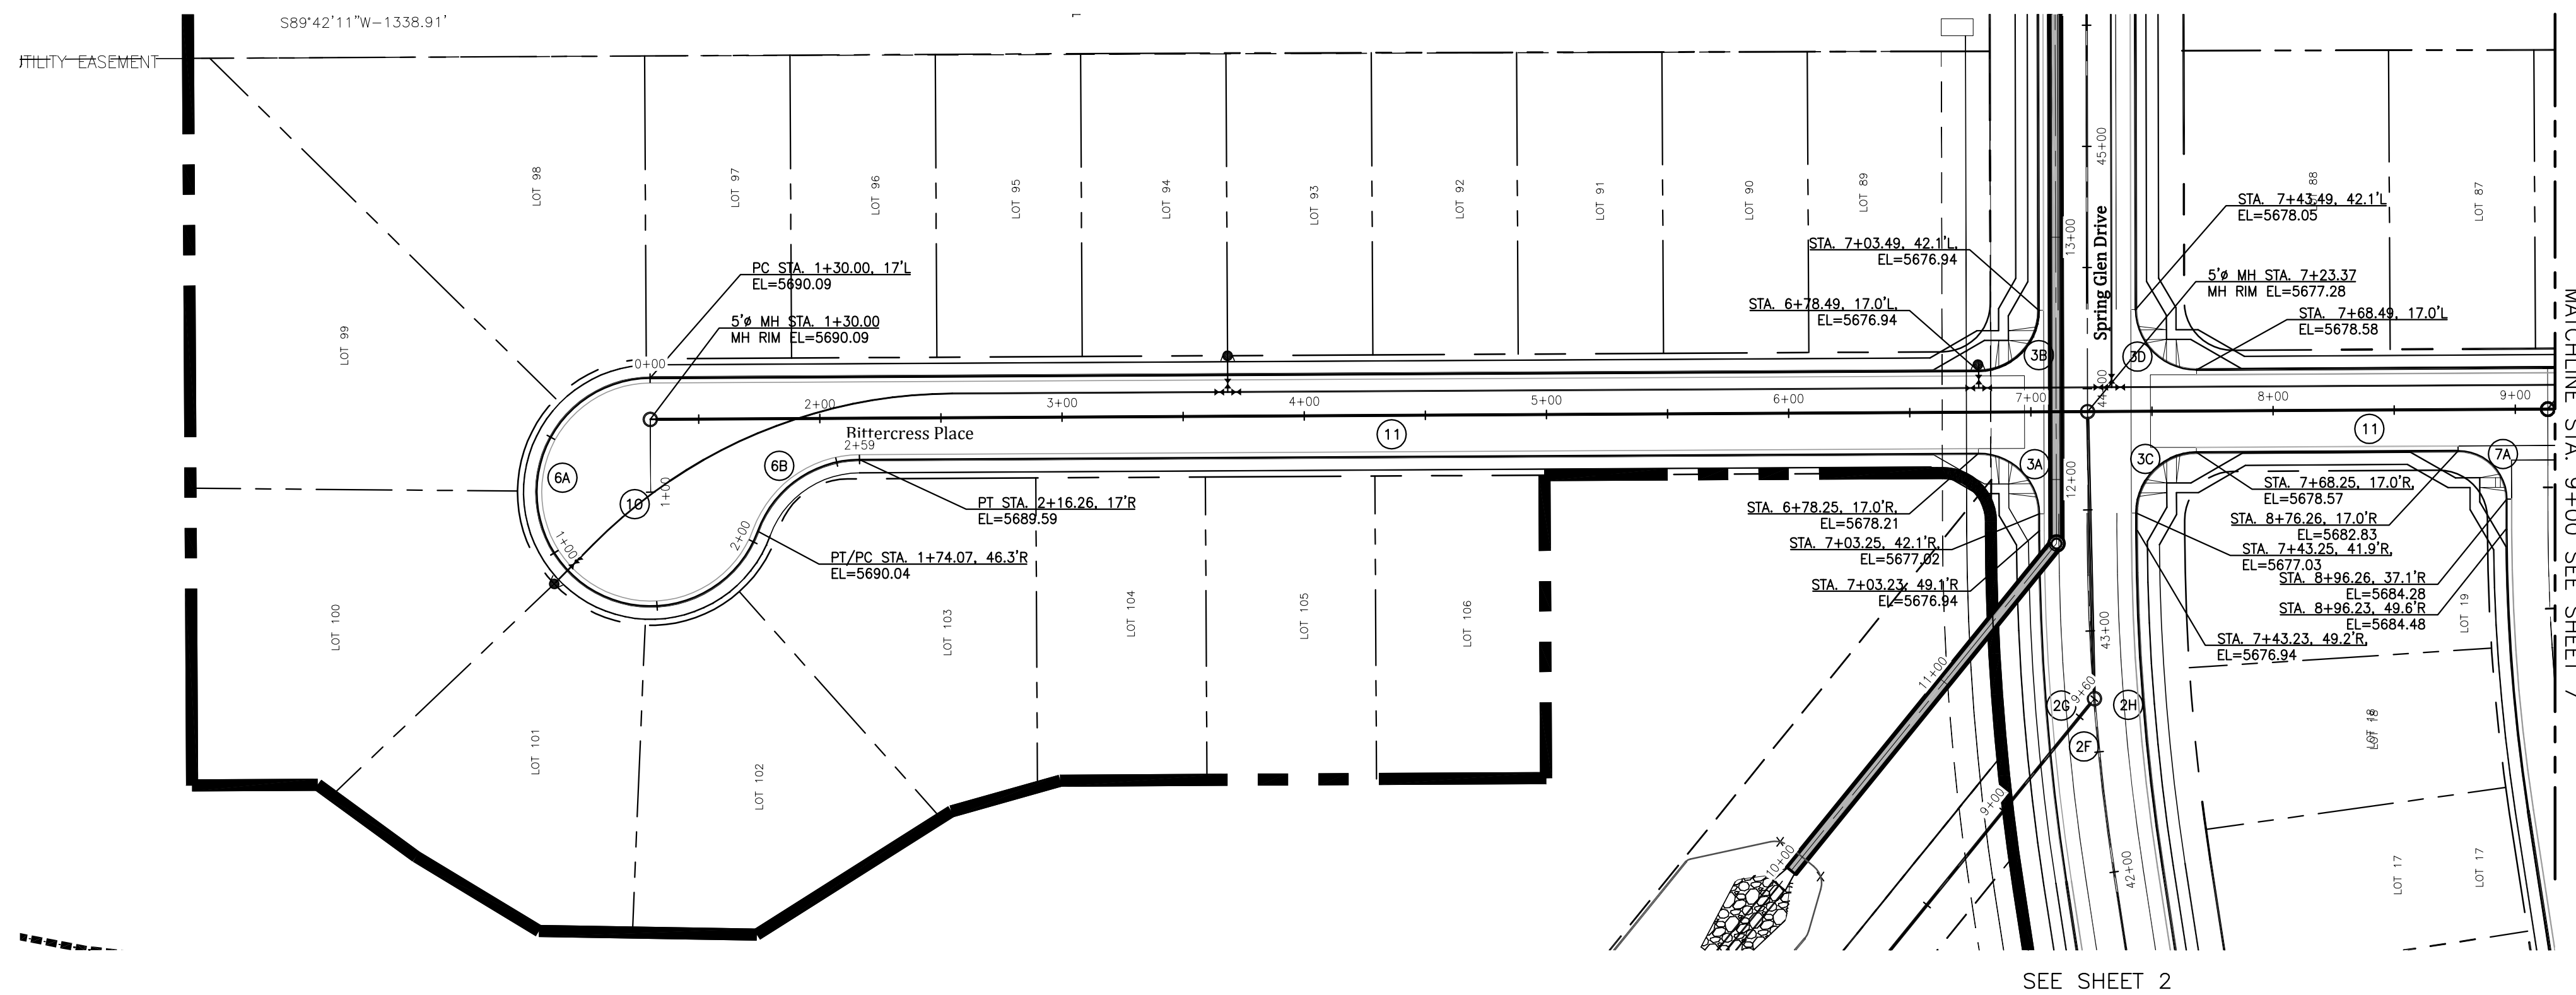 S89°42'11"W-1338.91'
UTILITY EASEMENT
LOT 99
LOT 98
LOT 97
LOT 96
LOT 95
LOT 94
LOT 93
LOT 92
LOT 91
LOT 90
LOT 89
LOT 88
LOT 87
45+00
13+00
Spring Glen Drive
44+00
STA. 7+43.49, 42.1'L
EL=5678.05
STA. 7+03.49, 42.1'L,
EL=5676.94
PC STA. 1+30.00, 17'L
EL=5690.09
5'ø MH STA. 7+23.37
MH RIM EL=5677.28
STA. 6+78.49, 17.0'L,
EL=5676.94
STA. 7+68.49, 17.0'L
EL=5678.58
5'ø MH STA. 1+30.00
MH RIM EL=5690.09
0+00
3B
3D
2+00
3+00
4+00
5+00
6+00
7+00
8+00
9+00
Bittercress Place
2+59
11
11
6A
6B
10
1+00
1+00
2+00
3A
3C
7A
12+00
PT STA. 2+16.26, 17'R
EL=5689.59
PT/PC STA. 1+74.07, 46.3'R
EL=5690.04
STA. 6+78.25, 17.0'R,
EL=5678.21
STA. 7+03.25, 42.1'R,
EL=5677.02
STA. 7+03.23, 49.1'R
EL=5676.94
STA. 7+68.25, 17.0'R,
EL=5678.57
STA. 8+76.26, 17.0'R
EL=5682.83
STA. 7+43.25, 41.9'R,
EL=5677.03
STA. 8+96.26, 37.1'R
EL=5684.28
STA. 8+96.23, 49.6'R
EL=5684.48
STA. 7+43.23, 49.2'R,
EL=5676.94
MATCHLINE STA. 9+00 SEE SHEET 7
LOT 100
LOT 101
LOT 102
LOT 103
LOT 104
LOT 105
LOT 106
LOT 19
43+00
11+00
9+60
2G
2H
2F
LOT 18
LOT 18
9+00
10+00
42+00
LOT 17
LOT 17
SEE SHEET 2